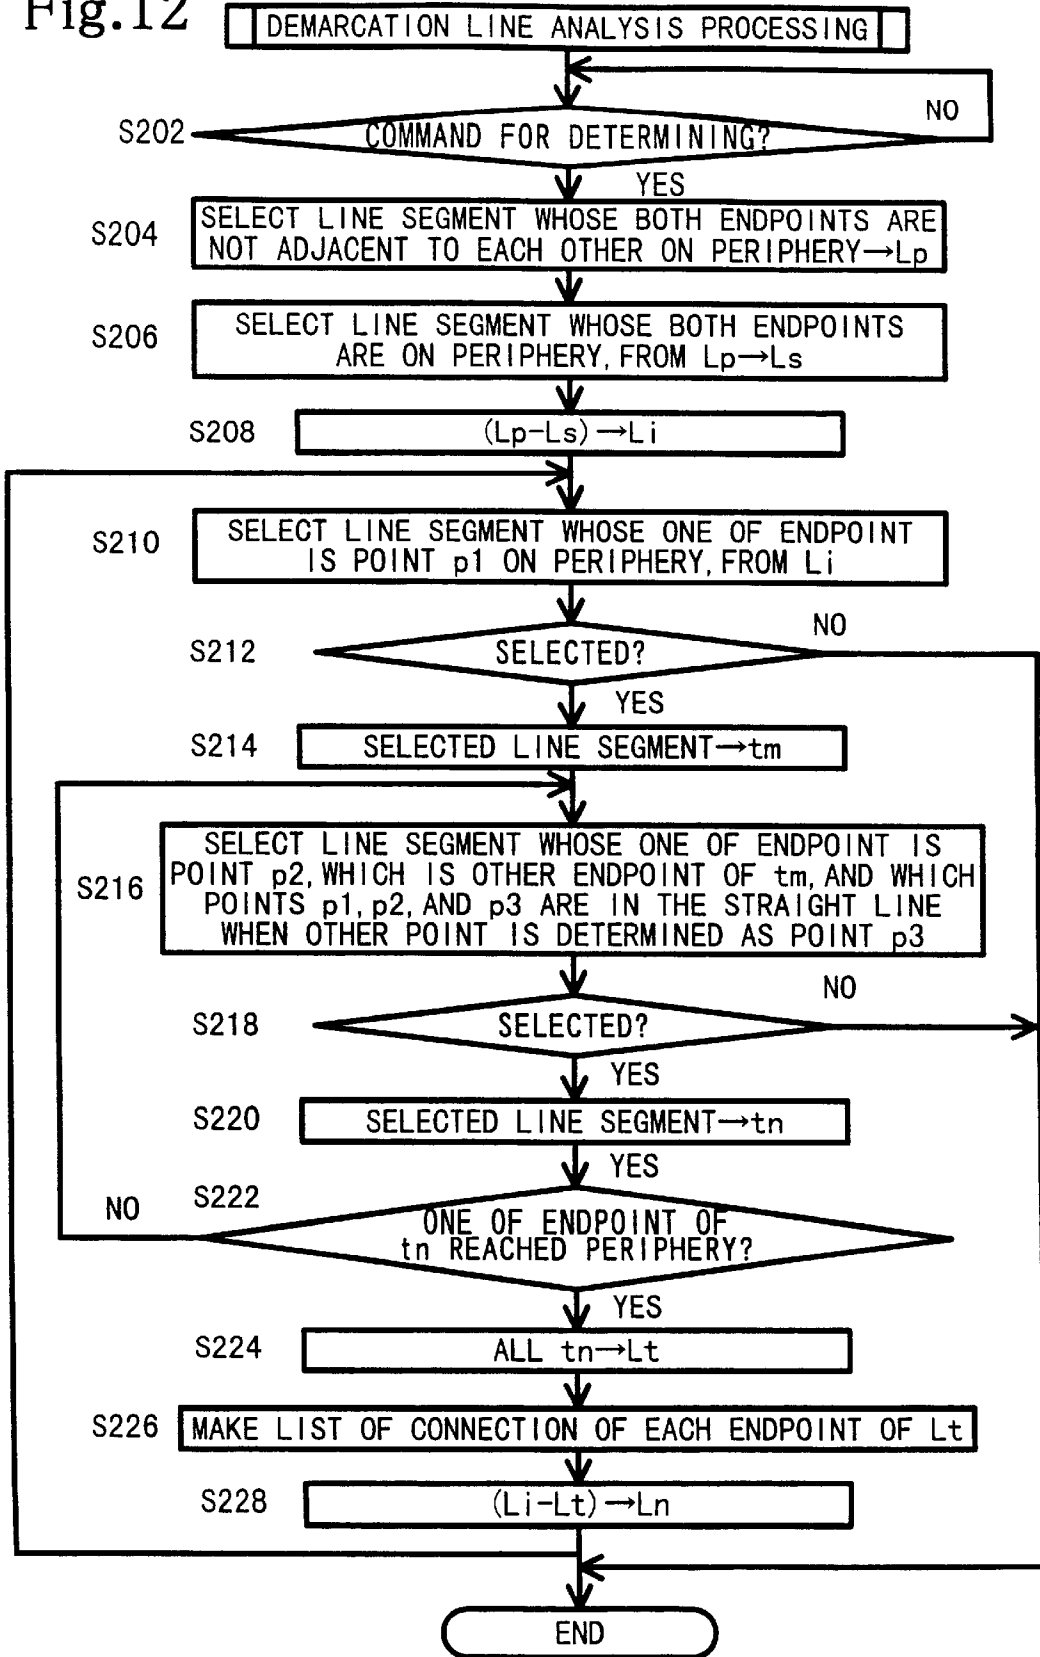 Fig.12
DEMARCATION LINE ANALYSIS PROCESSING
NO
S202
COMMAND FOR DETERMINING?
YES
S204
SELECT LINE SEGMENT WHOSE BOTH ENDPOINTS ARE
NOT ADJACENT TO EACH OTHER ON PERIPHERY→Lp
S206
SELECT LINE SEGMENT WHOSE BOTH ENDPOINTS
ARE ON PERIPHERY, FROM Lp→Ls
S208
(Lp-Ls)→Li
S210
SELECT LINE SEGMENT WHOSE ONE OF ENDPOINT
IS POINT p1 ON PERIPHERY, FROM Li
NO
S212
SELECTED?
YES
S214
SELECTED LINE SEGMENT→tm
S216
SELECT LINE SEGMENT WHOSE ONE OF ENDPOINT IS
POINT p2, WHICH IS OTHER ENDPOINT OF tm, AND WHICH
POINTS p1, p2, AND p3 ARE IN THE STRAIGHT LINE
WHEN OTHER POINT IS DETERMINED AS POINT p3
NO
S218
SELECTED?
YES
S220
SELECTED LINE SEGMENT→tn
YES
S222
NO
ONE OF ENDPOINT OF
tn REACHED PERIPHERY?
YES
S224
ALL tn→Lt
S226
MAKE LIST OF CONNECTION OF EACH ENDPOINT OF Lt
S228
(Li-Lt)→Ln
END